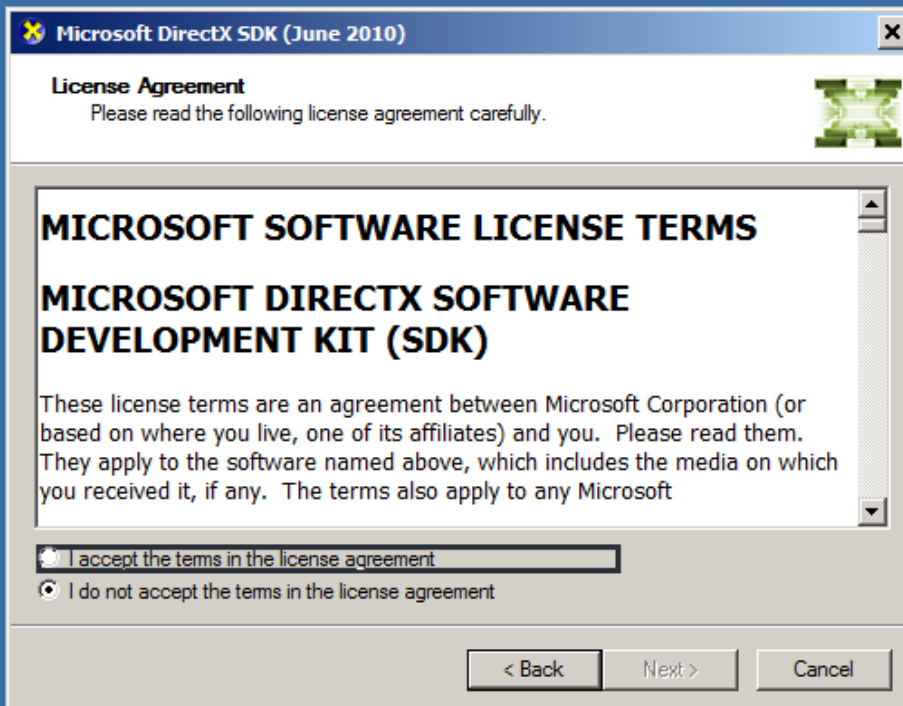 Microsoft DirectX SDK (June 2010)
License Agreement
Please read the following license agreement carefully.
MICROSOFT SOFTWARE LICENSE TERMS
MICROSOFT DIRECTX SOFTWARE
DEVELOPMENT KIT (SDK)
These license terms are an agreement between Microsoft Corporation (or
based on where you live, one of its affiliates) and you.  Please read them.
They apply to the software named above, which includes the media on which
you received it, if any.  The terms also apply to any Microsoft
I accept the terms in the license agreement
I do not accept the terms in the license agreement
< Back Next > Cancel